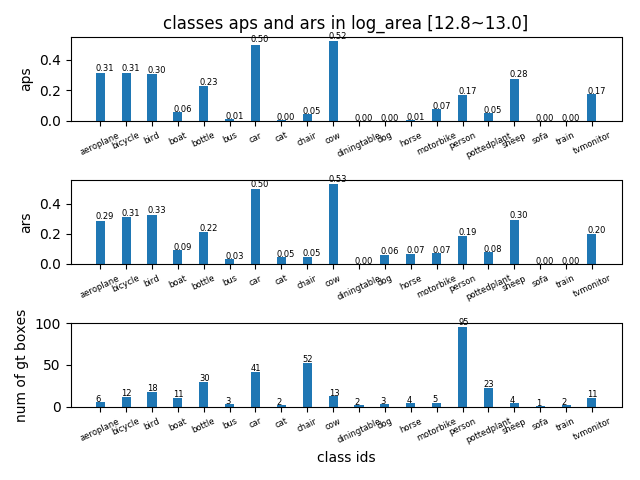 classes aps and ars in log_area [12.8~13.0]
aps
0.4
0.2
0.0
0.31 0.31 0.30 0.06 0.23 0.01 0.50 0.00 0.05 0.52 0.00 0.00 0.01 0.07 0.17 0.05 0.28 0.00 0.00 0.17
aeroplane bicycle bird boat bottle bus car cat chair cow diningtable dog horse motorbike person pottedplant sheep sofa train tvmonitor
ars
0.4
0.2
0.0
0.29 0.31 0.33 0.09 0.22 0.03 0.50 0.05 0.05 0.53 0.00 0.06 0.07 0.07 0.19 0.08 0.30 0.00 0.00 0.20
aeroplane bicycle bird boat bottle bus car cat chair cow diningtable dog horse motorbike person pottedplant sheep sofa train tvmonitor
num of gt boxes
100
50
0
6 12 18 11 30 3 41 2 52 13 2 3 4 5 95 23 4 1 2 11
aeroplane bicycle bird boat bottle bus car cat chair cow diningtable dog horse motorbike person pottedplant sheep sofa train tvmonitor
class ids